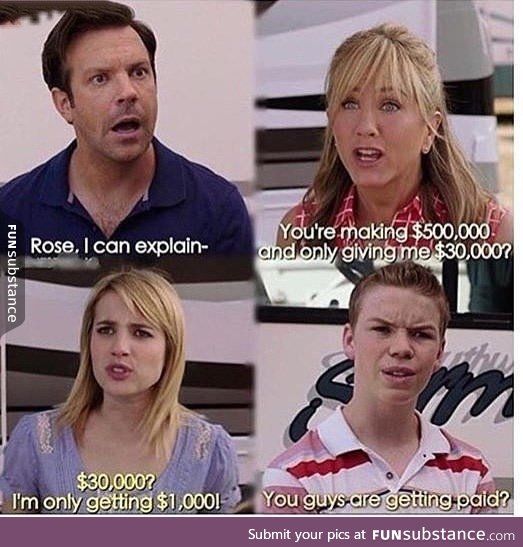 FUNsubstance
Rose, I can explain-
You're making $500,000
and only giving me $30,000?
$30,000?
I'm only getting $1,000!
You guys are getting paid?
Submit your pics at FUNsubstance.com